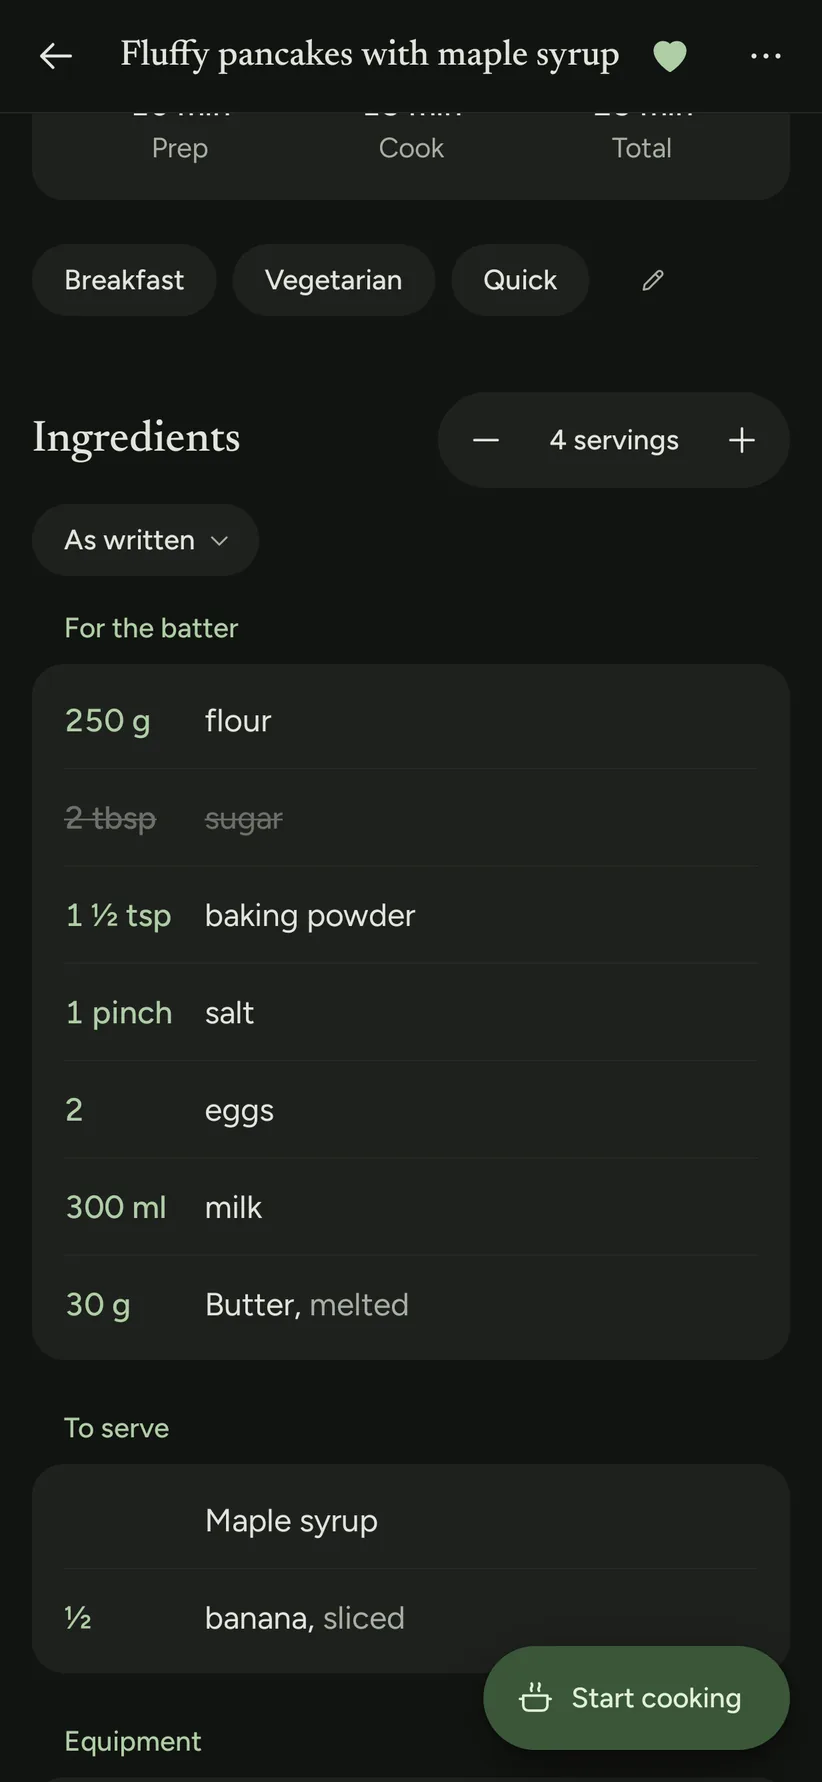 Fluffy pancakes with maple syrup
Prep Cook Total
Breakfast Vegetarian Quick
Ingredients 4 servings
As written
For the batter
250 g flour
2 tbsp sugar
1 ½ tsp baking powder
1 pinch salt
2 eggs
300 ml milk
30 g Butter, melted
To serve
Maple syrup
½ banana, sliced
Start cooking
Equipment